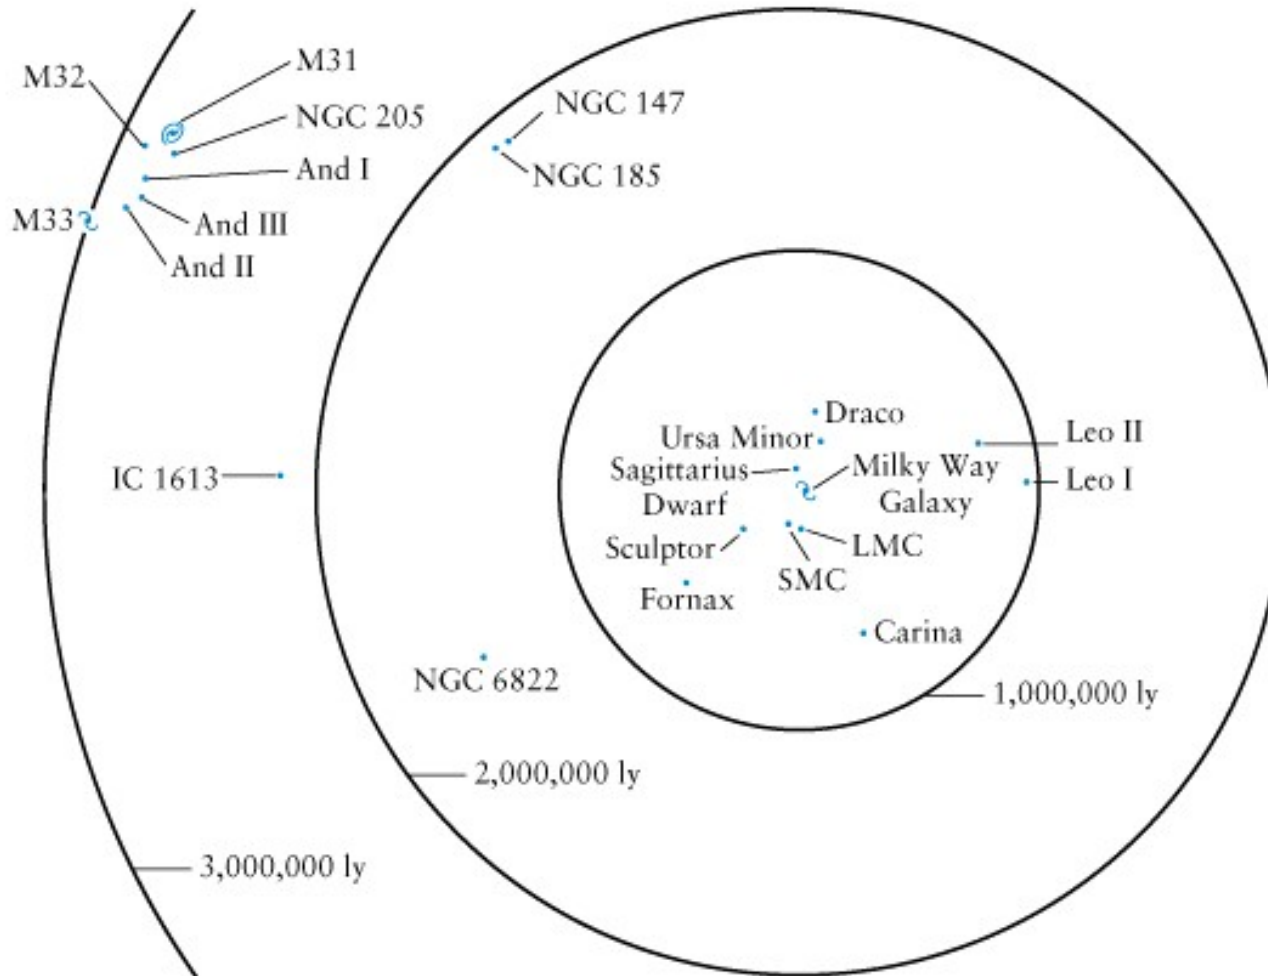 M31
M32
NGC 205
NGC 147
And I
NGC 185
M33
And III
And II
Draco
Ursa Minor
Leo II
Sagittarius
Dwarf
Milky Way
Galaxy
IC 1613
Leo I
Sculptor
LMC
SMC
Fornax
Carina
NGC 6822
1,000,000 ly
2,000,000 ly
3,000,000 ly